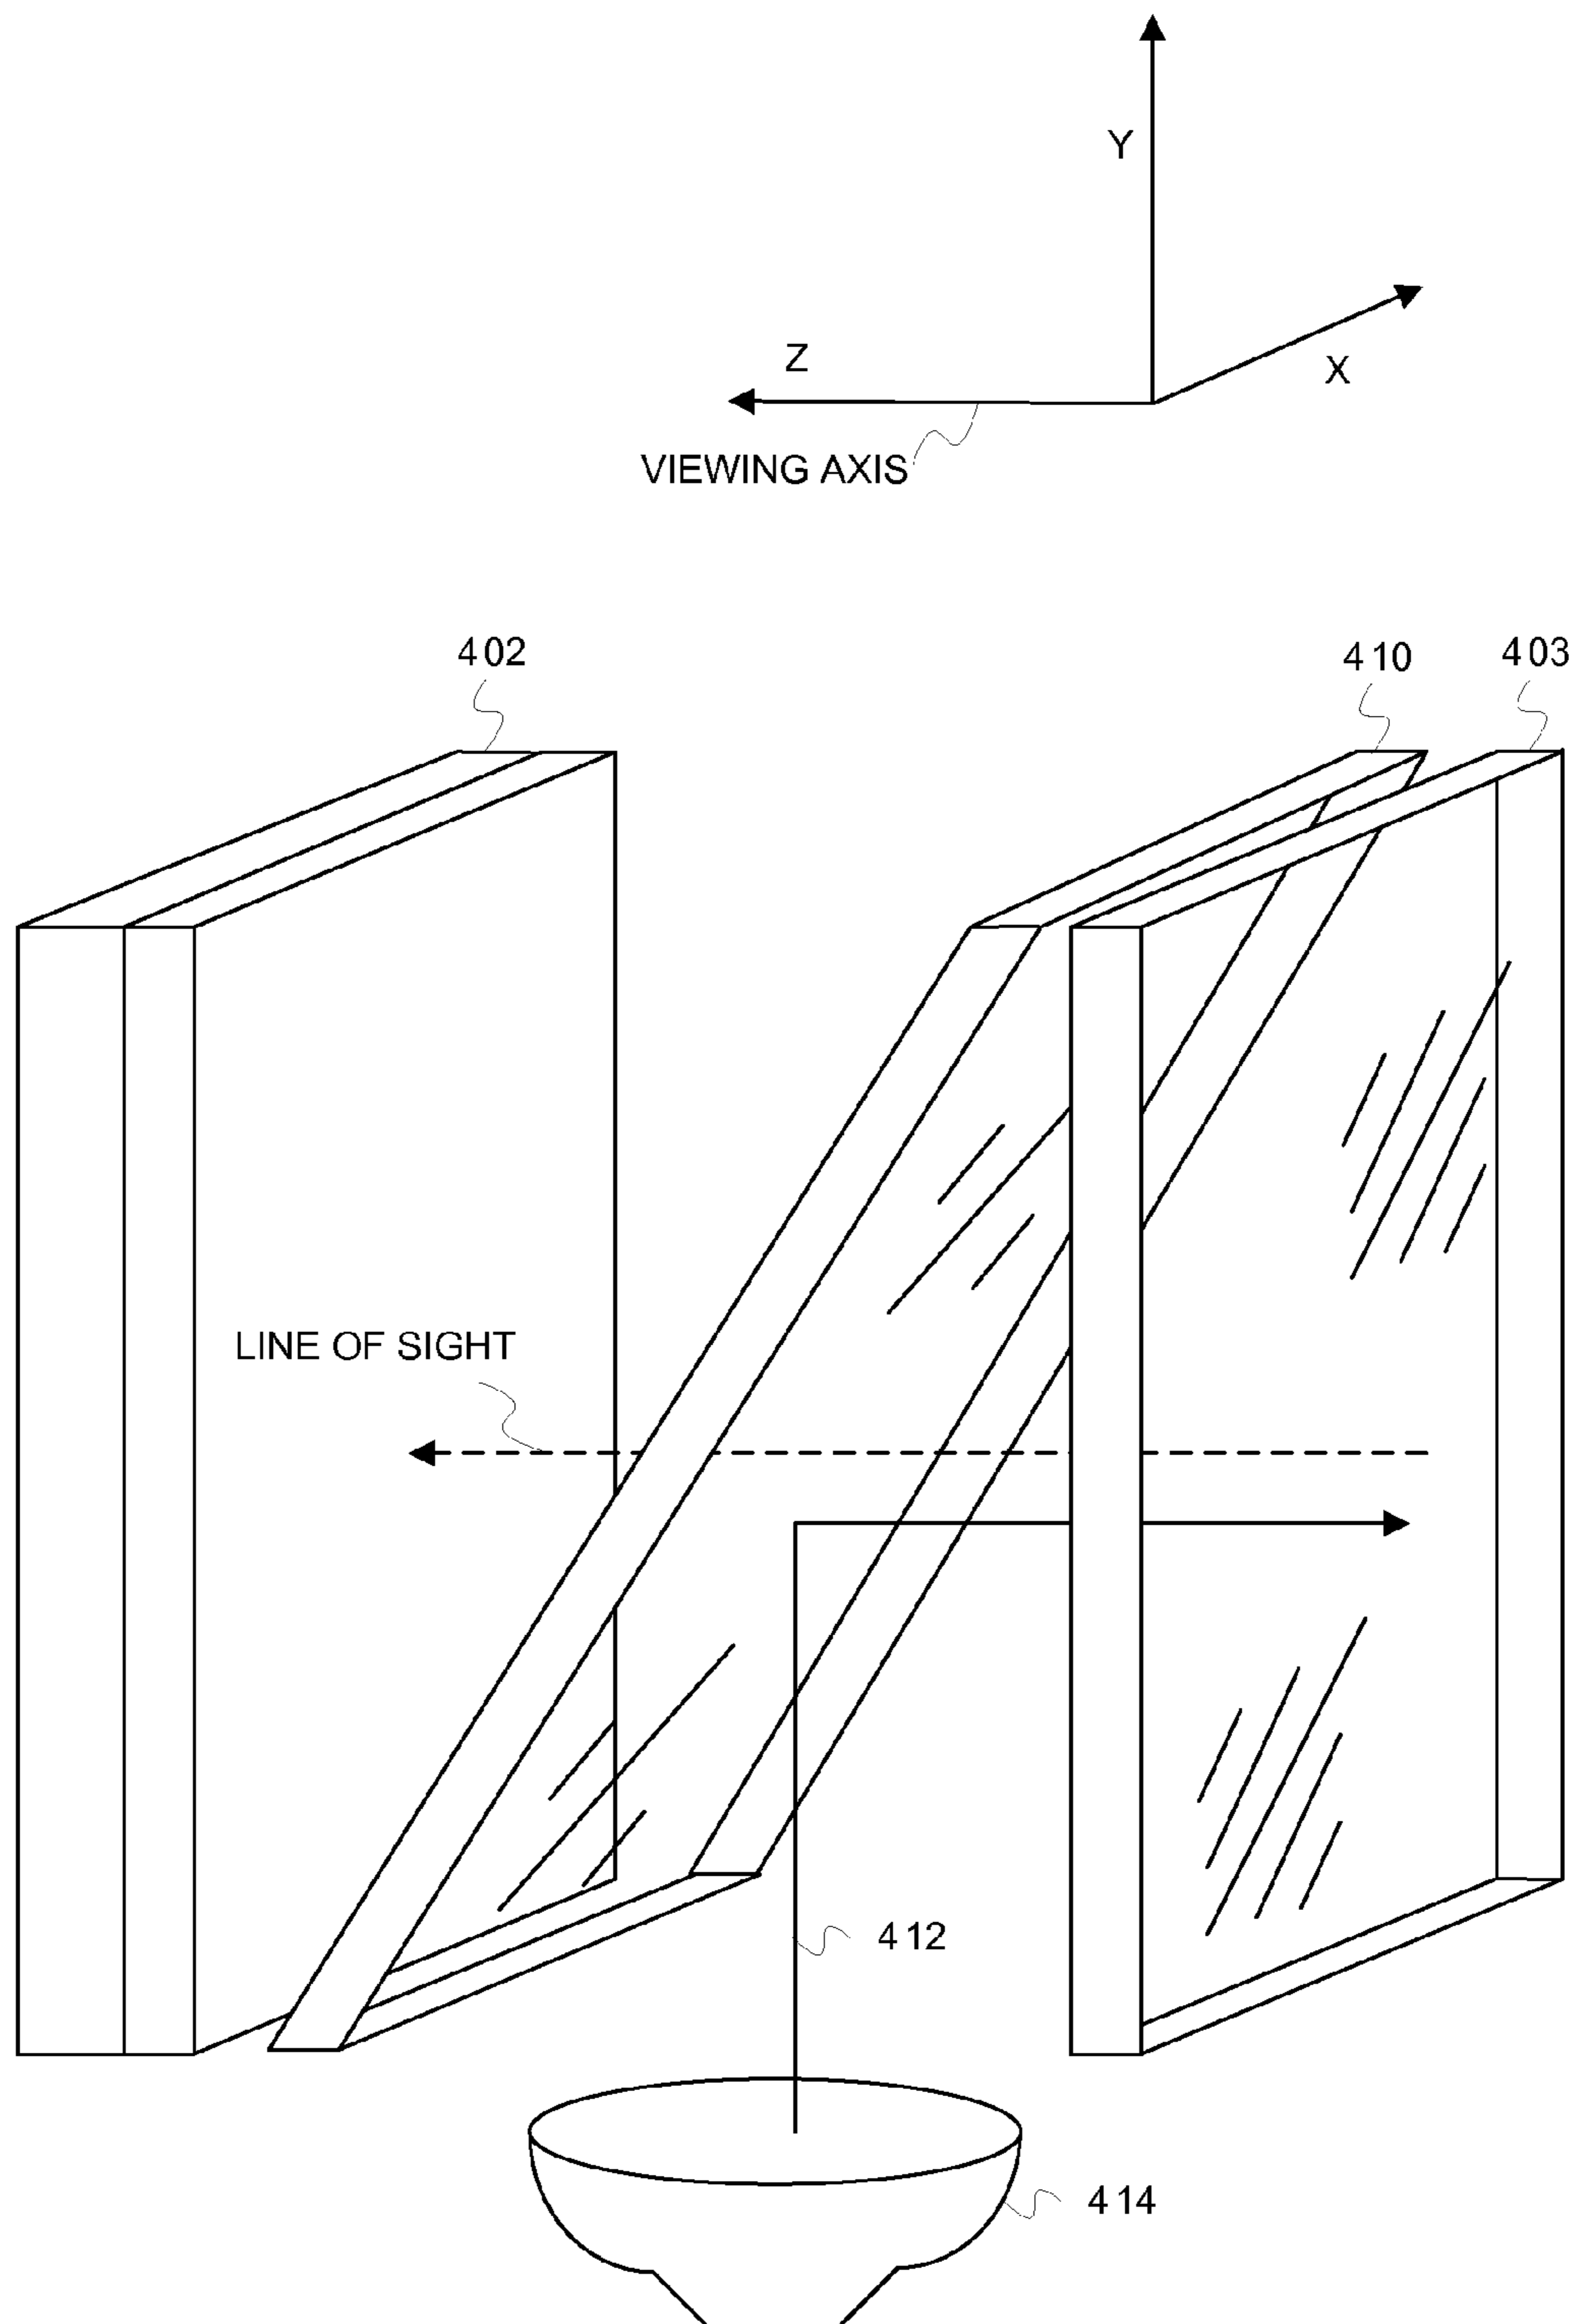 Y
Z
X
VIEWING AXIS
402
410
403
LINE OF SIGHT
412
414